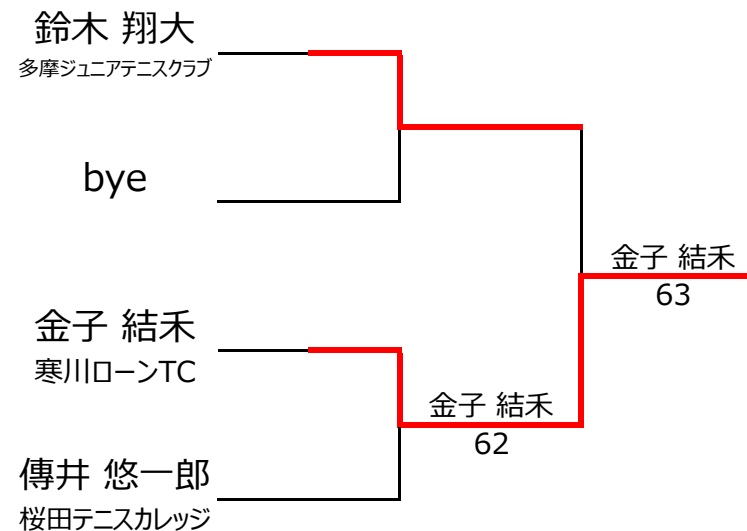 鈴木 翔大
多摩ジュニアテニスクラブ
bye
金子 結禾
63
金子 結禾
寒川ローンTC
金子 結禾
62
傳井 悠一郎
桜田テニスカレッジ